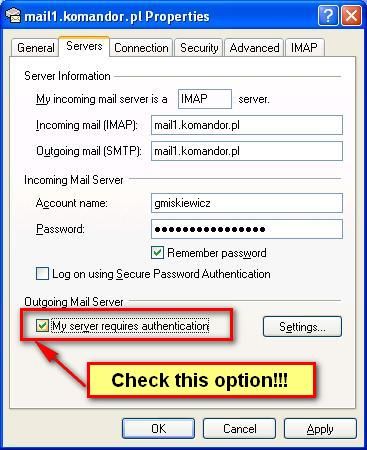 mail1.komandor.pl Properties
General Servers Connection Security Advanced IMAP
Server Information
My incoming mail server is a IMAP server.
Incoming mail (IMAP): mail1.komandor.pl
Outgoing mail (SMTP): mail1.komandor.pl
Incoming Mail Server
Account name: gmiskiewicz
Password: ●●●●●●●●●●●●●●●●
Remember password
Log on using Secure Password Authentication
Outgoing Mail Server
My server requires authentication Settings...
Check this option!!!
OK Cancel Apply